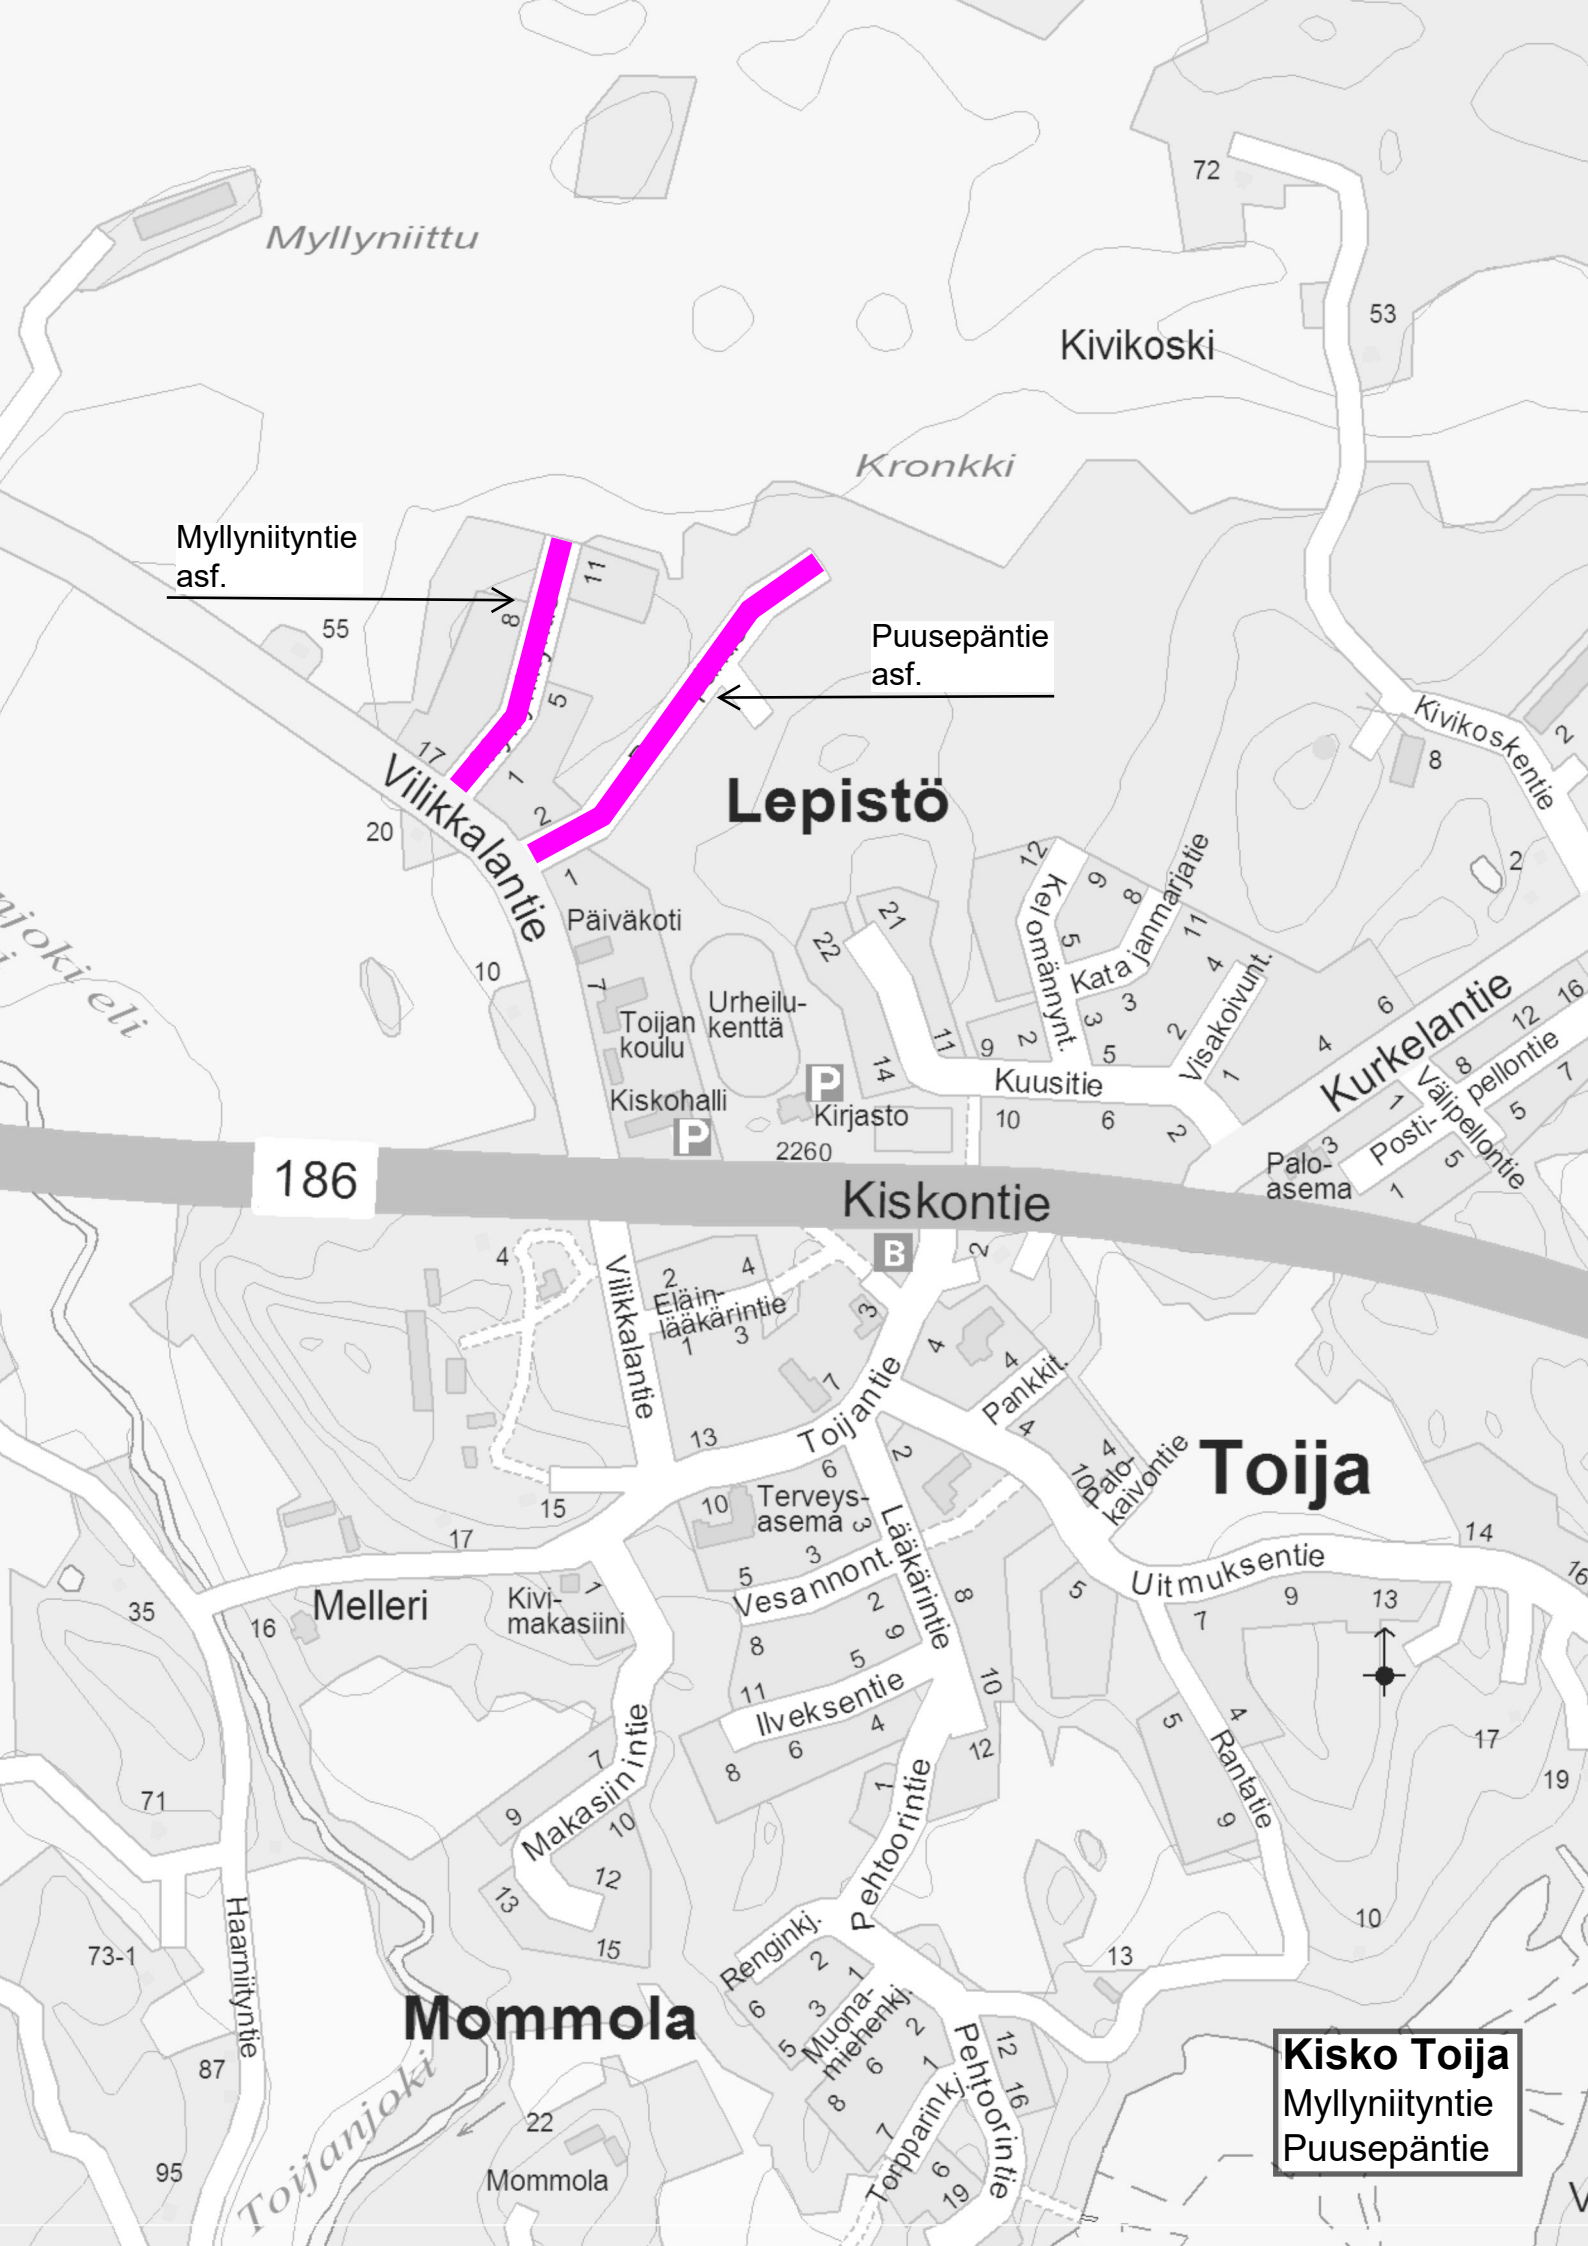 72
Myllyniittu
53
Kivikoski
Kronkki
Myllyniityntie
asf.
11
8
55
Puusepäntie
asf.
5
17
1
2
Kivikoskentie
2
8
Vilikkalantie
Lepistö
20
1
2
Päiväkoti
12
9
8
Katajanmarjatie
11
5
Kelomännynt.
21
22
4
10
7
Urheilu-
kenttä
Toijan
koulu
3
3
2
Visakoivunt.
6
4
Kurkelantie
12
16
8
pellontie
7
njoki eli
11
9
2
5
1
14
Kuusitie
Kiskohalli
P
P
Kirjasto
10
6
2
2260
1
Posti-
Välipellontie
5
5
3
Palo-
asema
1
186
Kiskontie
B
2
4
2
4
Eläin-
lääkärintie
1
3
3
Vilikkalantie
4
4
Pankkit.
4
7
Toijantie
13
6
2
4
10
Palo-
kaivontie
Toija
10
Terveys-
asema
3
15
17
3
5
Vesannont.
Lääkärintie
Uitmuksentie
14
16
Melleri
Kivi-
makasiini
1
35
16
2
8
9
8
5
7
9
13
5
11
Ilveksentie
10
4
6
8
12
4
5
Rantatie
9
17
19
Makasiinintie
7
9
10
71
1
Pehtoorintie
12
13
15
73-1
Haarniityntie
10
13
Renginkj.
2
1
6
3
Muona-
miehenkj.
5
2
6
8
1
Mommola
Pehtoorintie
12
16
87
Toijanjoki
22
Mommola
7
Torpparinkj.
6
19
95
Kisko Toija
Myllyniityntie
Puusepäntie
V